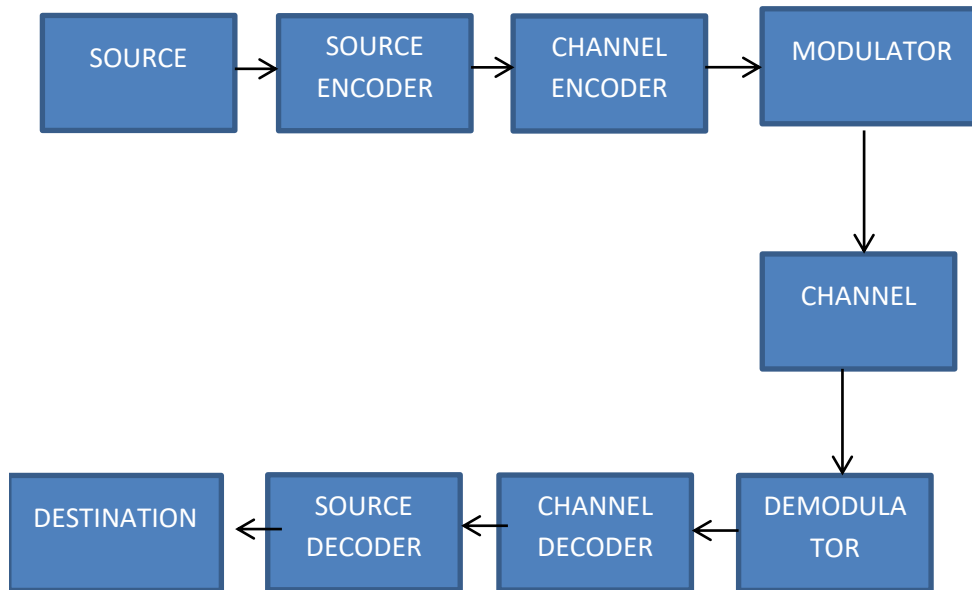 SOURCE
SOURCE
ENCODER
CHANNEL
ENCODER
MODULATOR
CHANNEL
DESTINATION
SOURCE
DECODER
CHANNEL
DECODER
DEMODULA
TOR